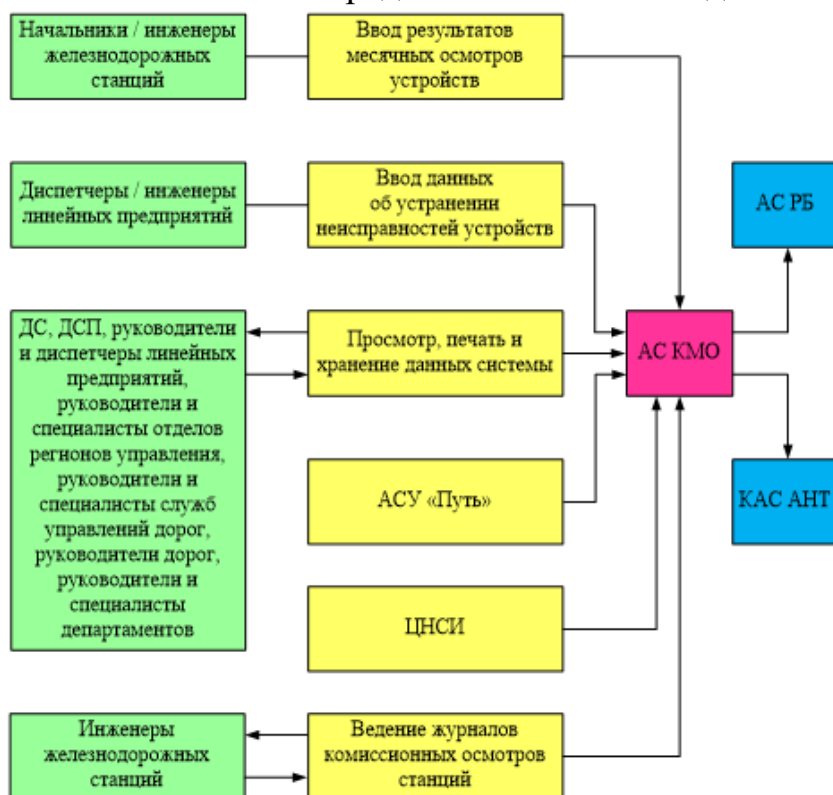 Начальники / инженеры
железнодорожных
станций
Ввод результатов
месячных осмотров
устройств
Диспетчеры / инженеры
линейных предприятий
Ввод данных
об устранении
неисправностей устройств
АС РБ
ДС, ДСП, руководители
и диспетчеры линейных
предприятий,
руководители и
специалисты отделов
регионов управления,
руководители и
специалисты служб
управлений дорог,
руководители дорог,
руководители и
специалисты
департаментов
Просмотр, печать и
хранение данных системы
АС КМО
АСУ «Путь»
КАС АНТ
ЦНСИ
Инженеры
железнодорожных
станций
Ведение журналов
комиссионных осмотров
станций